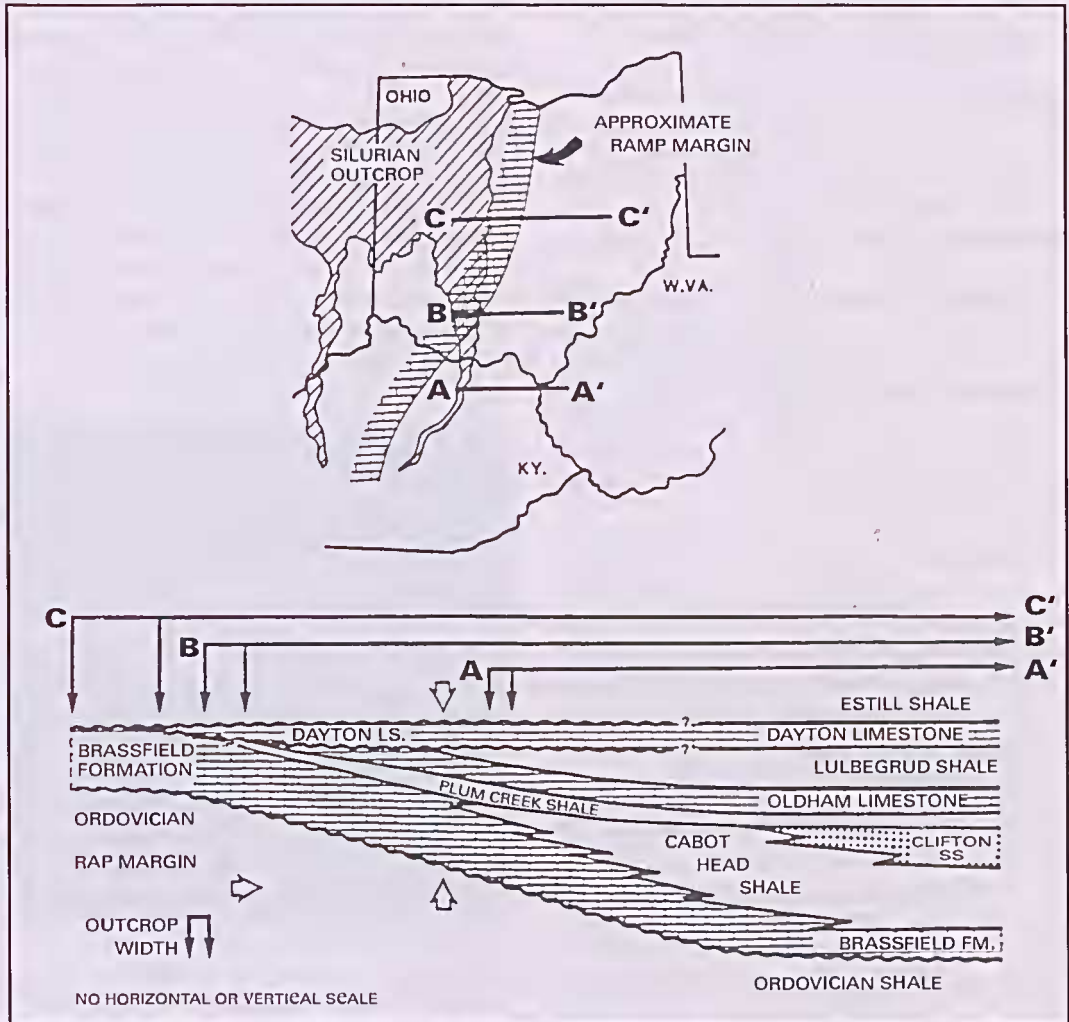 OHIO
APPROXIMATE
RAMP MARGIN
SILURIAN
OUTCROP
C C'
W.VA.
B B'
A A'
KY.
C C'
B B'
A A'
ESTILL SHALE
DAYTON LS. ? DAYTON LIMESTONE
BRASSFIELD ? ?
FORMATION LULBEGRUD SHALE
PLUM CREEK SHALE OLDHAM LIMESTONE
ORDOVICIAN
CABOT CLIFTON
HEAD SS
RAP MARGIN
SHALE
OUTCROP
WIDTH BRASSFIELD FM.
ORDOVICIAN SHALE
NO HORIZONTAL OR VERTICAL SCALE